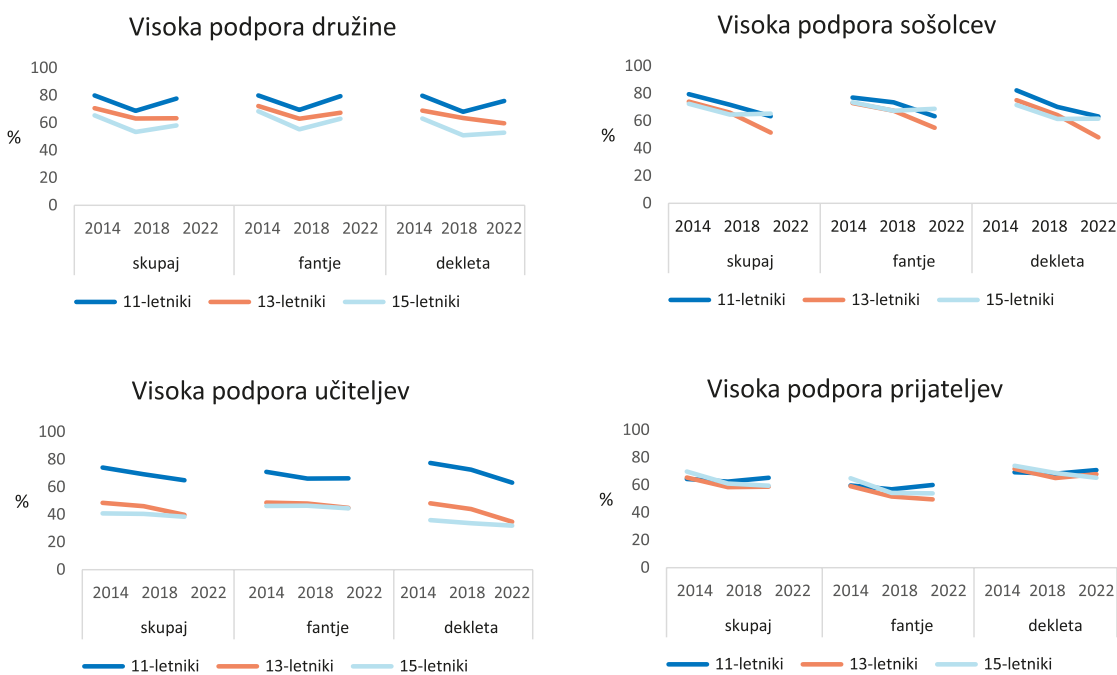 Visoka podpora družine
100
80
60
40
20
0
%
2014 2018 2022 2014 2018 2022 2014 2018 2022
skupaj fantje dekleta
11-letniki 13-letniki 15-letniki
Visoka podpora sošolcev
100
80
60
40
20
0
%
2014 2018 2022 2014 2018 2022 2014 2018 2022
skupaj fantje dekleta
11-letniki 13-letniki 15-letniki
Visoka podpora učiteljev
100
80
60
40
20
0
%
2014 2018 2022 2014 2018 2022 2014 2018 2022
skupaj fantje dekleta
11-letniki 13-letniki 15-letniki
Visoka podpora prijateljev
100
80
60
40
20
0
%
2014 2018 2022 2014 2018 2022 2014 2018 2022
skupaj fantje dekleta
11-letniki 13-letniki 15-letniki